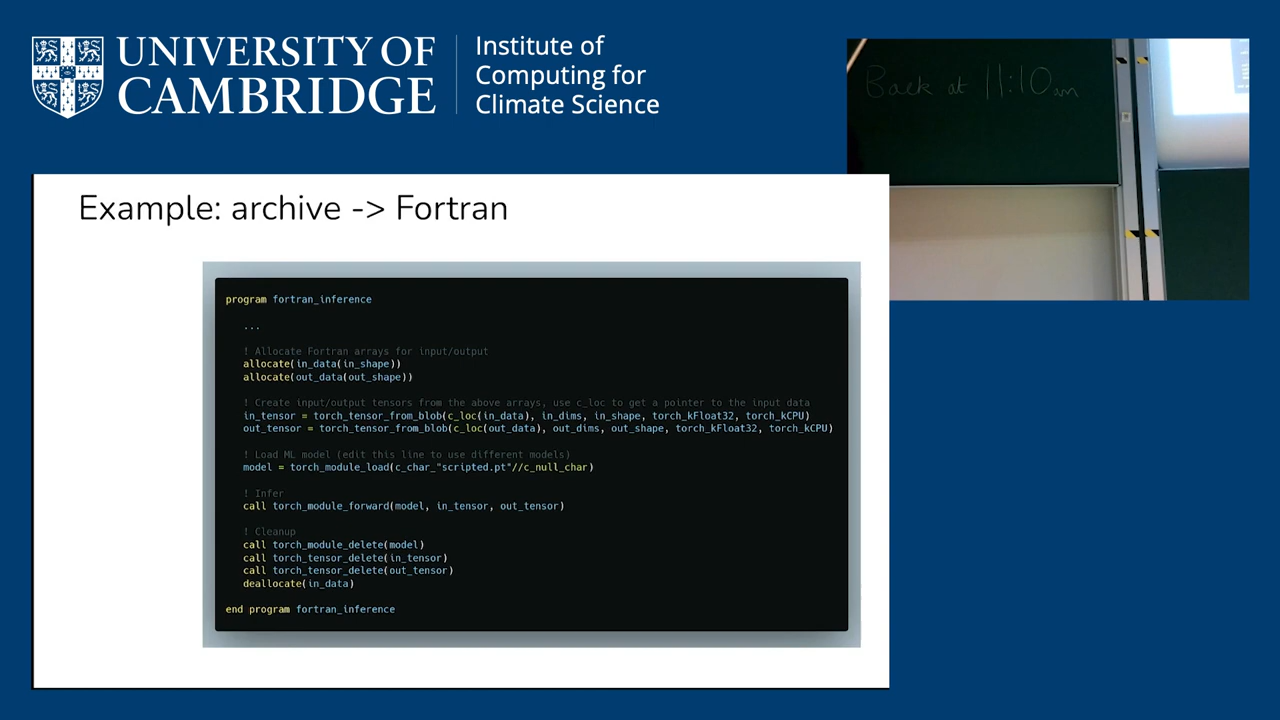 UNIVERSITY OF
CAMBRIDGE
Institute of
Computing for
Climate Science
Back at 11:10am
Example: archive -> Fortran
program fortran_inference
...
! Allocate Fortran arrays for input/output
allocate(in_data(in_shape))
allocate(out_data(out_shape))
! Create input/output tensors from the above arrays, use c_loc to get a pointer to the input data
in_tensor = torch_tensor_from_blob(c_loc(in_data), in_dims, in_shape, torch_kFloat32, torch_kCPU)
out_tensor = torch_tensor_from_blob(c_loc(out_data), out_dims, out_shape, torch_kFloat32, torch_kCPU)
! Load ML model (edit this line to use different models)
model = torch_module_load(c_char_"scripted.pt"//c_null_char)
! Infer
call torch_module_forward(model, in_tensor, out_tensor)
! Cleanup
call torch_module_delete(model)
call torch_tensor_delete(in_tensor)
call torch_tensor_delete(out_tensor)
deallocate(in_data)
end program fortran_inference